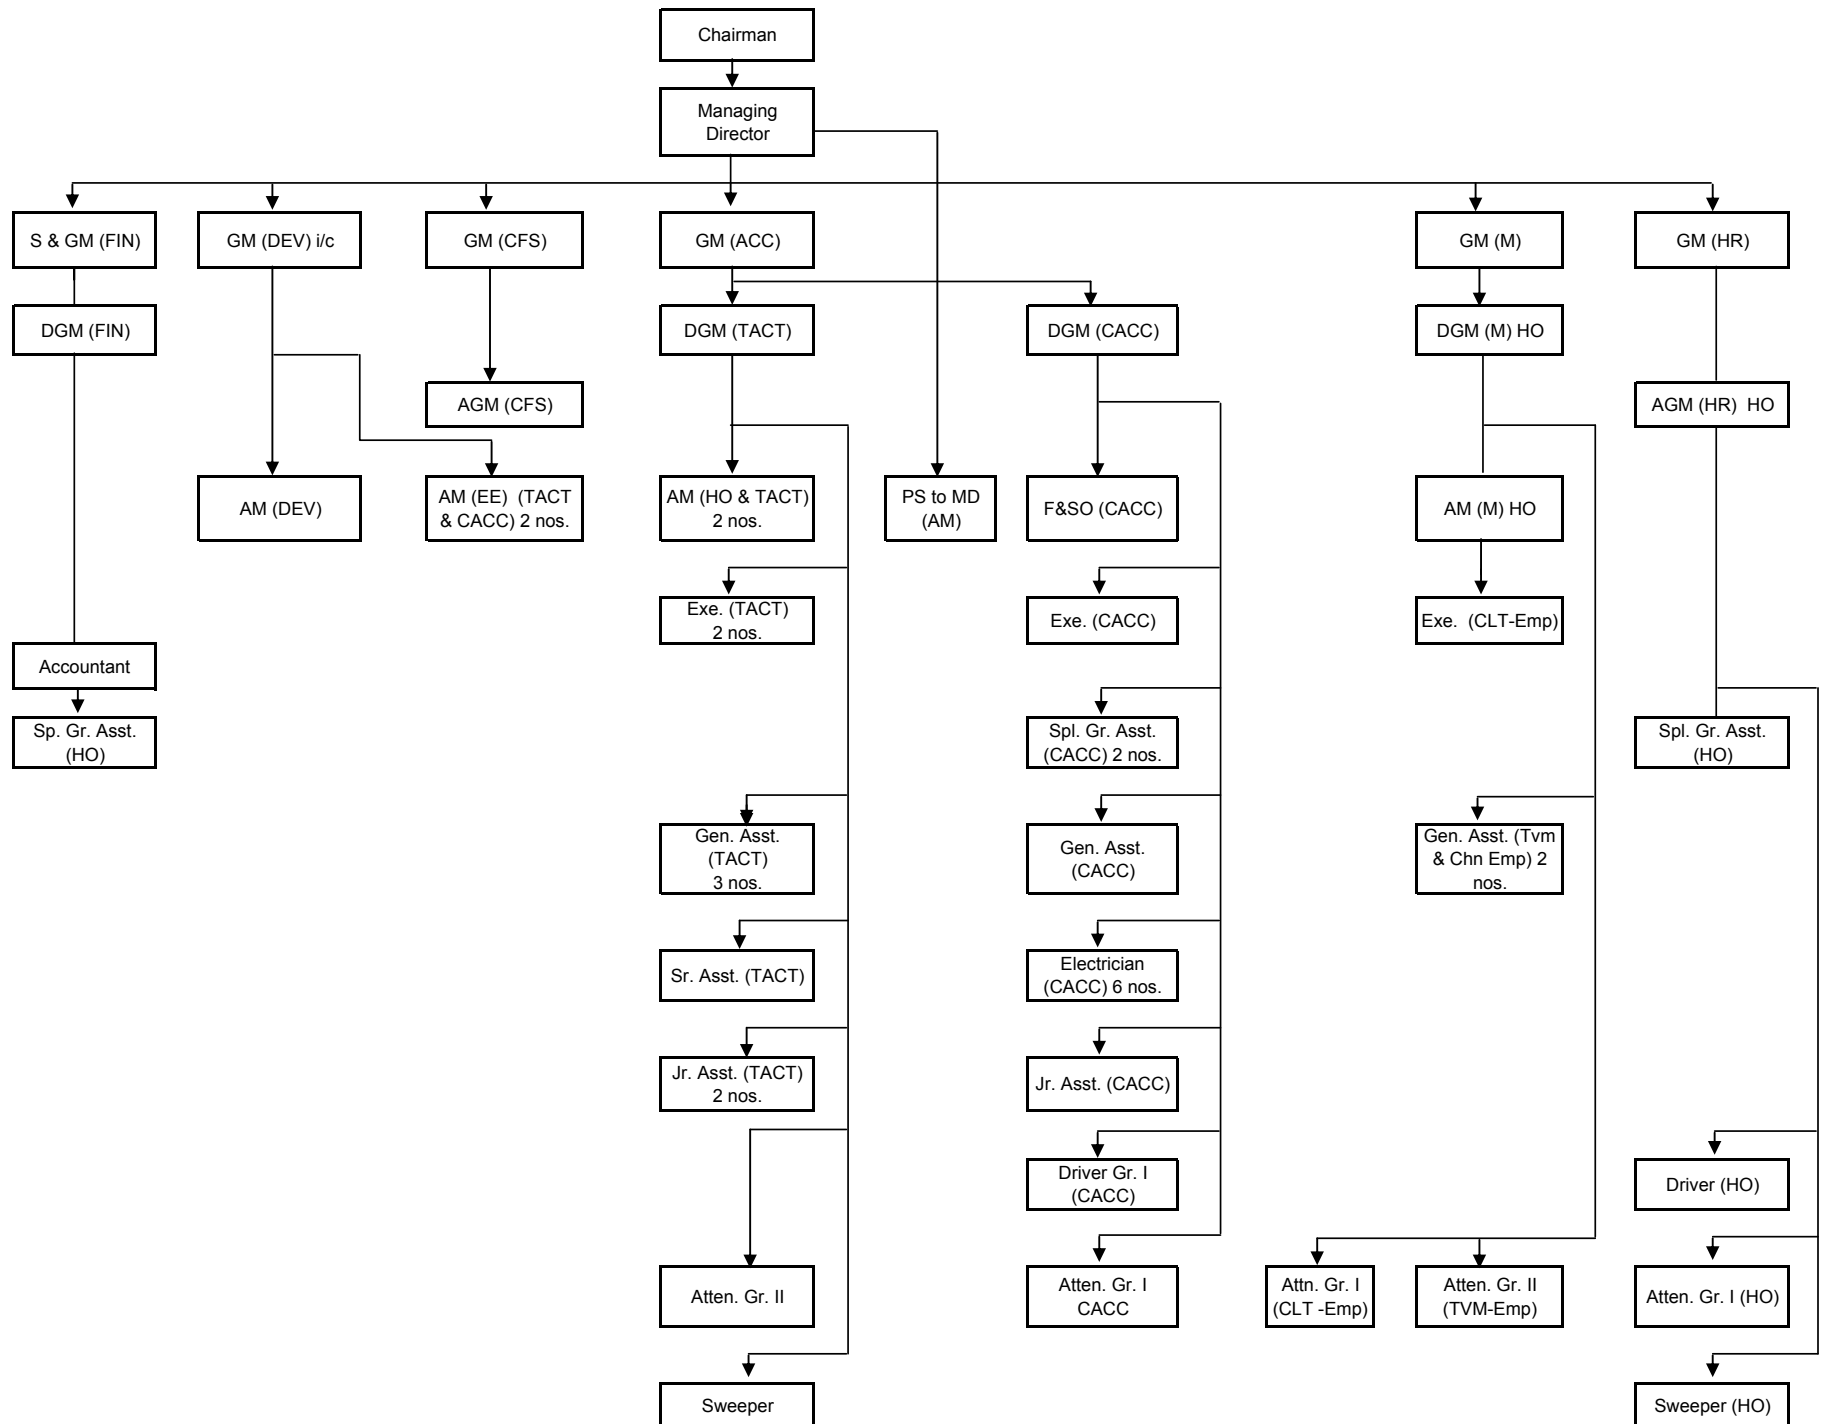 Chairman
Managing
Director
S & GM (FIN)
GM (DEV) i/c
GM (CFS)
GM (ACC)
GM (M)
GM (HR)
DGM (FIN)
DGM (TACT)
DGM (CACC)
DGM (M) HO
AGM (CFS)
AGM (HR) HO
AM (DEV)
AM (EE) (TACT
& CACC) 2 nos.
AM (HO & TACT)
2 nos.
PS to MD
(AM)
F&SO (CACC)
AM (M) HO
Exe. (TACT)
2 nos.
Exe. (CACC)
Exe. (CLT-Emp)
Accountant
Sp. Gr. Asst.
(HO)
Spl. Gr. Asst.
(CACC) 2 nos.
Spl. Gr. Asst.
(HO)
Gen. Asst.
(TACT)
3 nos.
Gen. Asst.
(CACC)
Gen. Asst. (Tvm
& Chn Emp) 2
nos.
Sr. Asst. (TACT)
Electrician
(CACC) 6 nos.
Jr. Asst. (TACT)
2 nos.
Jr. Asst. (CACC)
Driver Gr. I
(CACC)
Driver (HO)
Atten. Gr. II
Atten. Gr. I
CACC
Attn. Gr. I
(CLT -Emp)
Atten. Gr. II
(TVM-Emp)
Atten. Gr. I (HO)
Sweeper
Sweeper (HO)